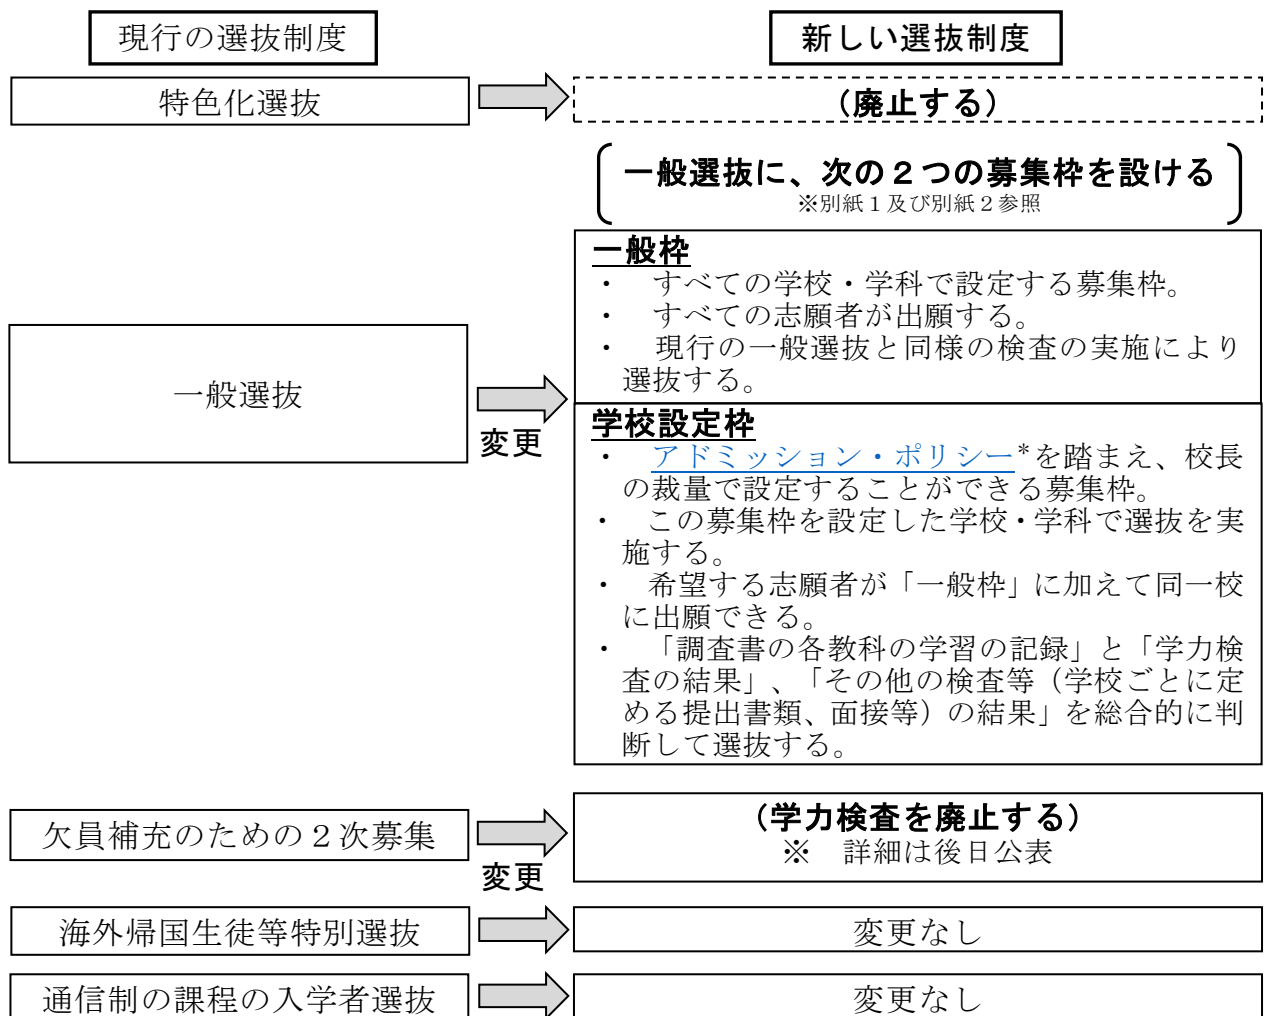 現行の選抜制度
新しい選抜制度
特色化選抜
(廃止する)
一般選抜に、次の2つの募集枠を設ける
※別紙1及び別紙2参照
一般選抜
変更
一般枠
・ すべての学校・学科で設定する募集枠。
・ すべての志願者が出願する。
・ 現行の一般選抜と同様の検査の実施により
選抜する。
学校設定枠
・ アドミッション・ポリシー*を踏まえ、校長
の裁量で設定することができる募集枠。
・ この募集枠を設定した学校・学科で選抜を実
施する。
・ 希望する志願者が「一般枠」に加えて同一校
に出願できる。
・ 「調査書の各教科の学習の記録」と「学力検
査の結果」、「その他の検査等（学校ごとに定
める提出書類、面接等）の結果」を総合的に判
断して選抜する。
欠員補充のための2次募集
変更
(学力検査を廃止する)
※ 詳細は後日公表
海外帰国生徒等特別選抜
変更なし
通信制の課程の入学者選抜
変更なし